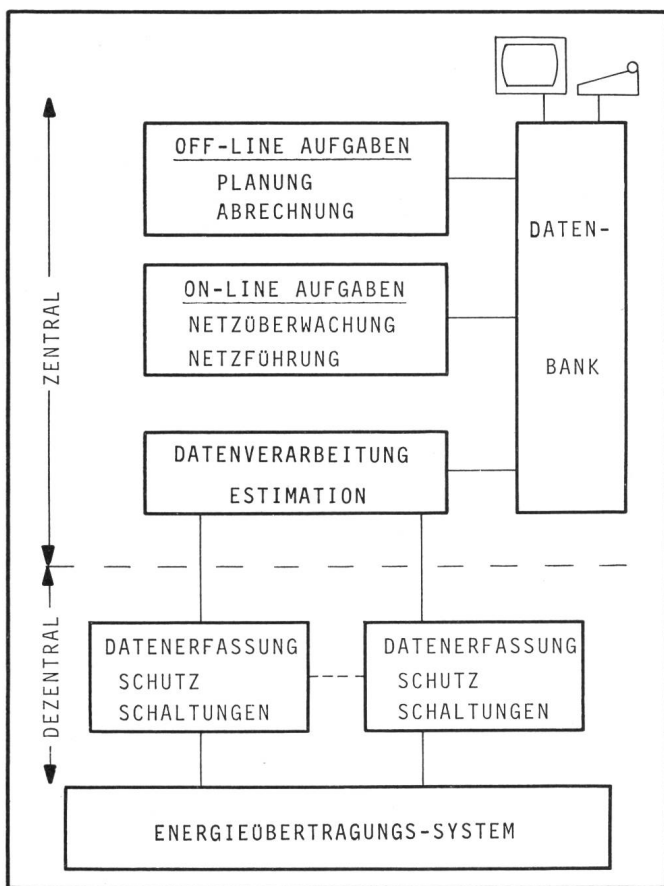 OFF-LINE AUFGABEN
PLANUNG
ABRECHNUNG
DATEN-
BANK
ON-LINE AUFGABEN
NETZÜBERWACHUNG
NETZFÜHRUNG
ZENTRAL
DATENVERARBEITUNG
ESTIMATION
DEZENTRAL
DATENERFASSUNG
SCHUTZ
SCHALTUNGEN
DATENERFASSUNG
SCHUTZ
SCHALTUNGEN
ENERGIEÜBERTRAGUNGS-SYSTEM